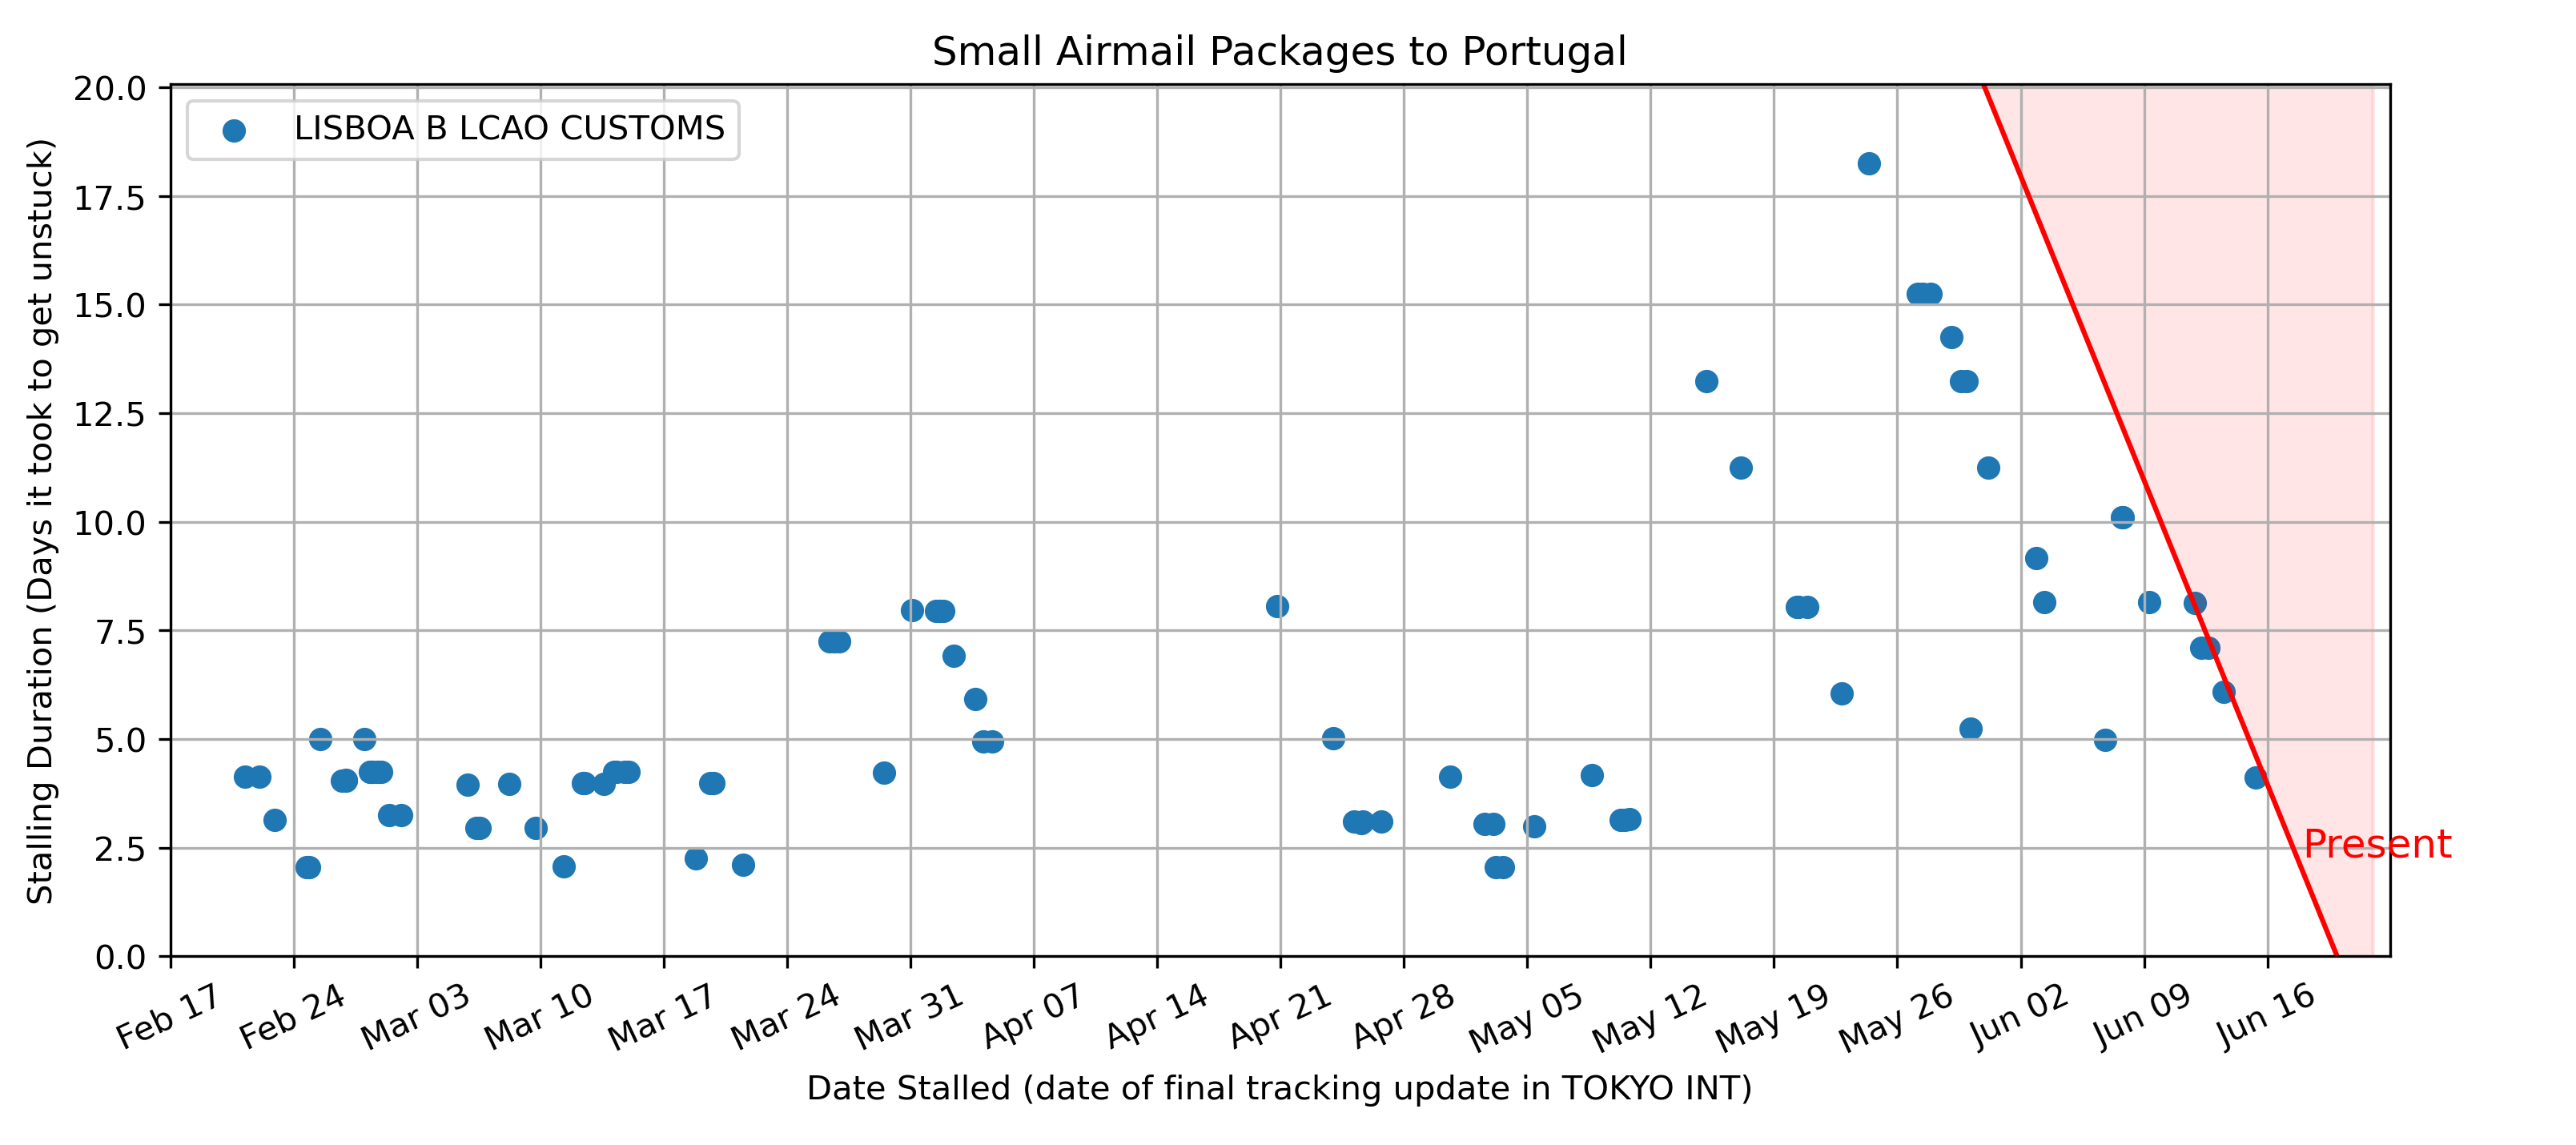 Small Airmail Packages to Portugal
LISBOA B LCAO CUSTOMS
Stalling Duration (Days it took to get unstuck)
20.0
17.5
15.0
12.5
10.0
7.5
5.0
2.5
0.0
Present
Feb 17
Feb 24
Mar 03
Mar 10
Mar 17
Mar 24
Mar 31
Apr 07
Apr 14
Apr 21
Apr 28
May 05
May 12
May 19
May 26
Jun 02
Jun 09
Jun 16
Date Stalled (date of final tracking update in TOKYO INT)